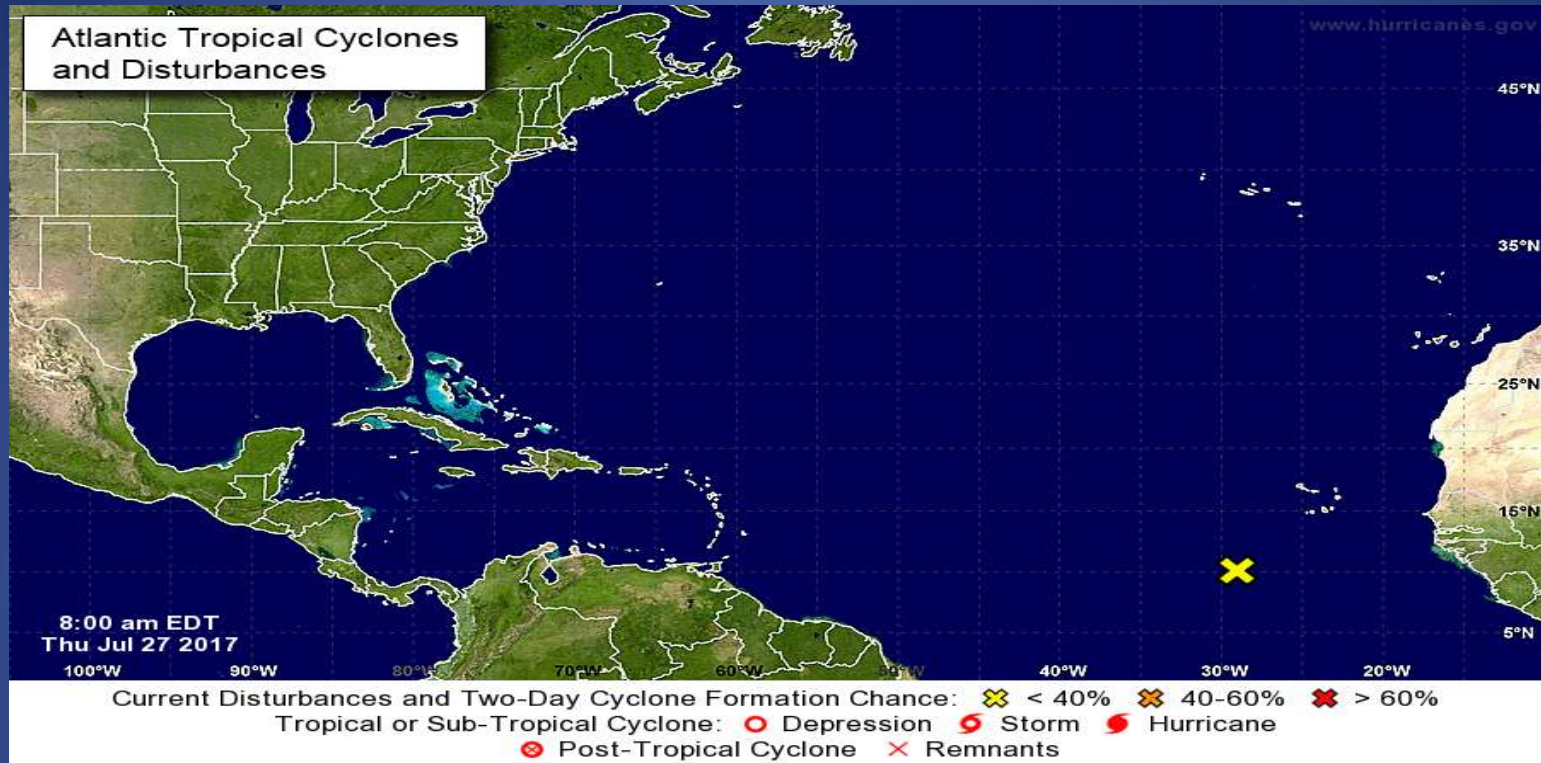 Atlantic Tropical Cyclones
and Disturbances
www.hurricanes.gov
45°N
35°N
25°N
15°N
5°N
8:00 am EDT
Thu Jul 27 2017
100°W 90°W 80°W 70°W 60°W 50°W 40°W 30°W 20°W
Current Disturbances and Two-Day Cyclone Formation Chance: < 40% 40-60% > 60%
Tropical or Sub-Tropical Cyclone: Depression Storm Hurricane
Post-Tropical Cyclone Remnants